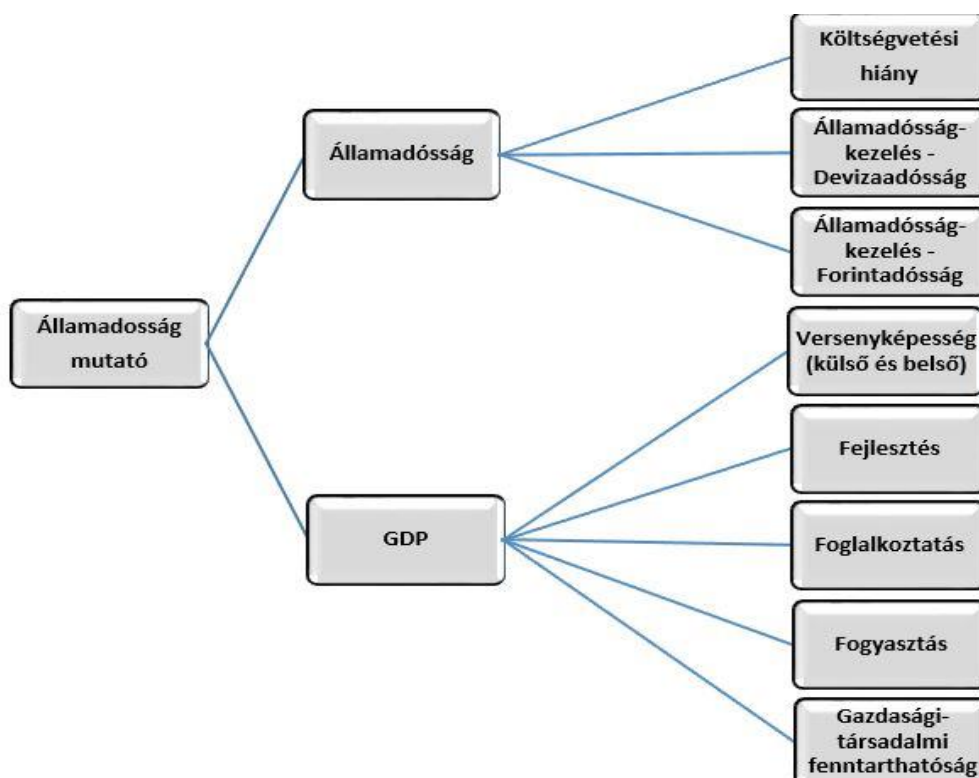 Államadosság
mutató
Államadósság
GDP
Költségvetési
hiány
Államadósság-
kezelés -
Devizaadósság
Államadósság-
kezelés -
Forintadósság
Versenyképesség
(külső és belső)
Fejlesztés
Foglalkoztatás
Fogyasztás
Gazdasági-
társadalmi
fenntarthatóság